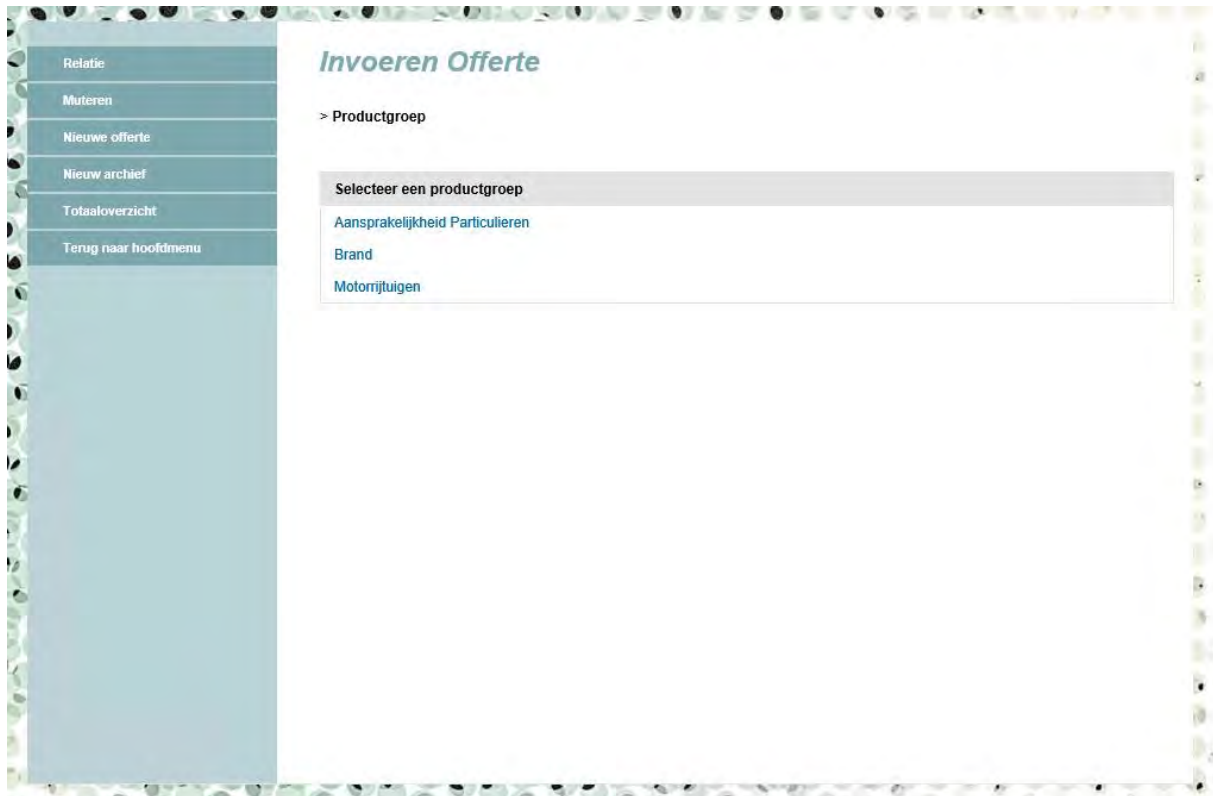 Relatie
Muteren
Nieuwe offerte
Nieuw archief
Totaaloverzicht
Terug naar hoofdmenu
Invoeren Offerte
> Productgroep
Selecteer een productgroep
Aansprakelijkheid Particulieren
Brand
Motorrijtuigen